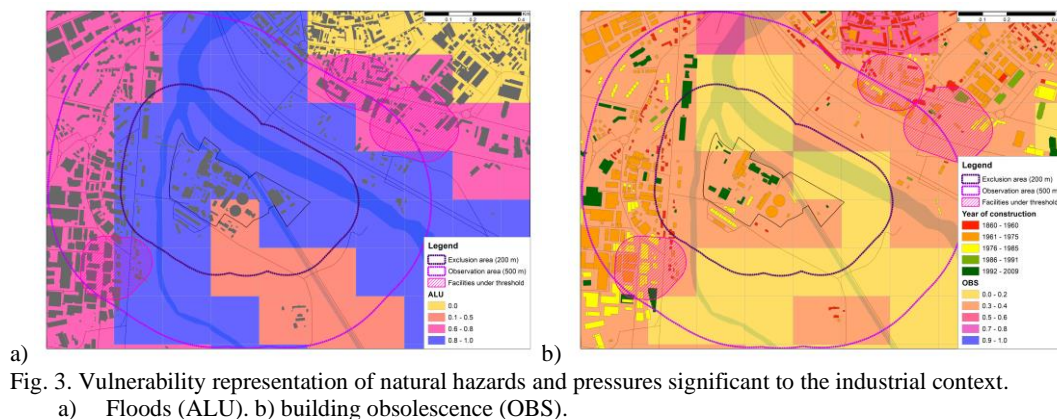 0.1
Legend
Exclusion area (200 m)
Observation area (500 m)
Facilities under threshold
ALU
0.0
0.1 - 0.5
0.6 - 0.8
0.8 - 1.0
a)
Legend
Exclusion area (200 m)
Observation area (500 m)
Facilities under threshold
Year of construction
1860 - 1960
1961 - 1975
1976 - 1985
1986 - 1991
1992 - 2009
OBS
0.0 - 0.2
0.3 - 0.4
0.5 - 0.6
0.7 - 0.8
0.9 - 1.0
b)
Fig. 3. Vulnerability representation of natural hazards and pressures significant to the industrial context.
a) Floods (ALU). b) building obsolescence (OBS).